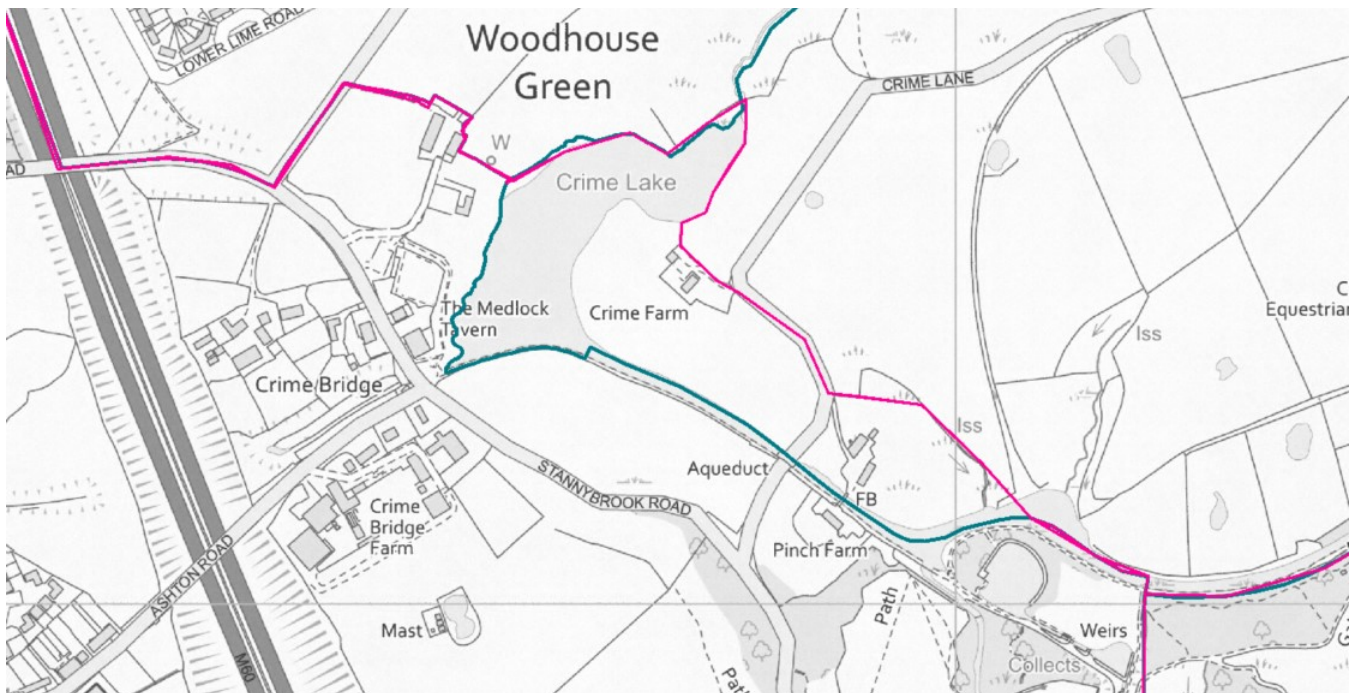 LOWER LIME ROAD
Woodhouse
Green
CRIME LANE
W
AD
Crime Lake
C
Equestrian
The Medlock
Tavern
Crime Farm
Iss
Crime Bridge
Iss
Aqueduct
STANNYBROOK ROAD
FB
Crime
Bridge
Farm
Pinch Farm
ASHTON ROAD
Path
Mast
Weirs
M60
Collects
Path